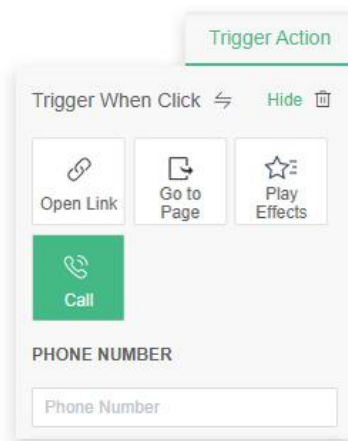 Trigger Action
Trigger When Click Hide
Open Link
Go to
Page
Play
Effects
Call
PHONE NUMBER
Phone Number